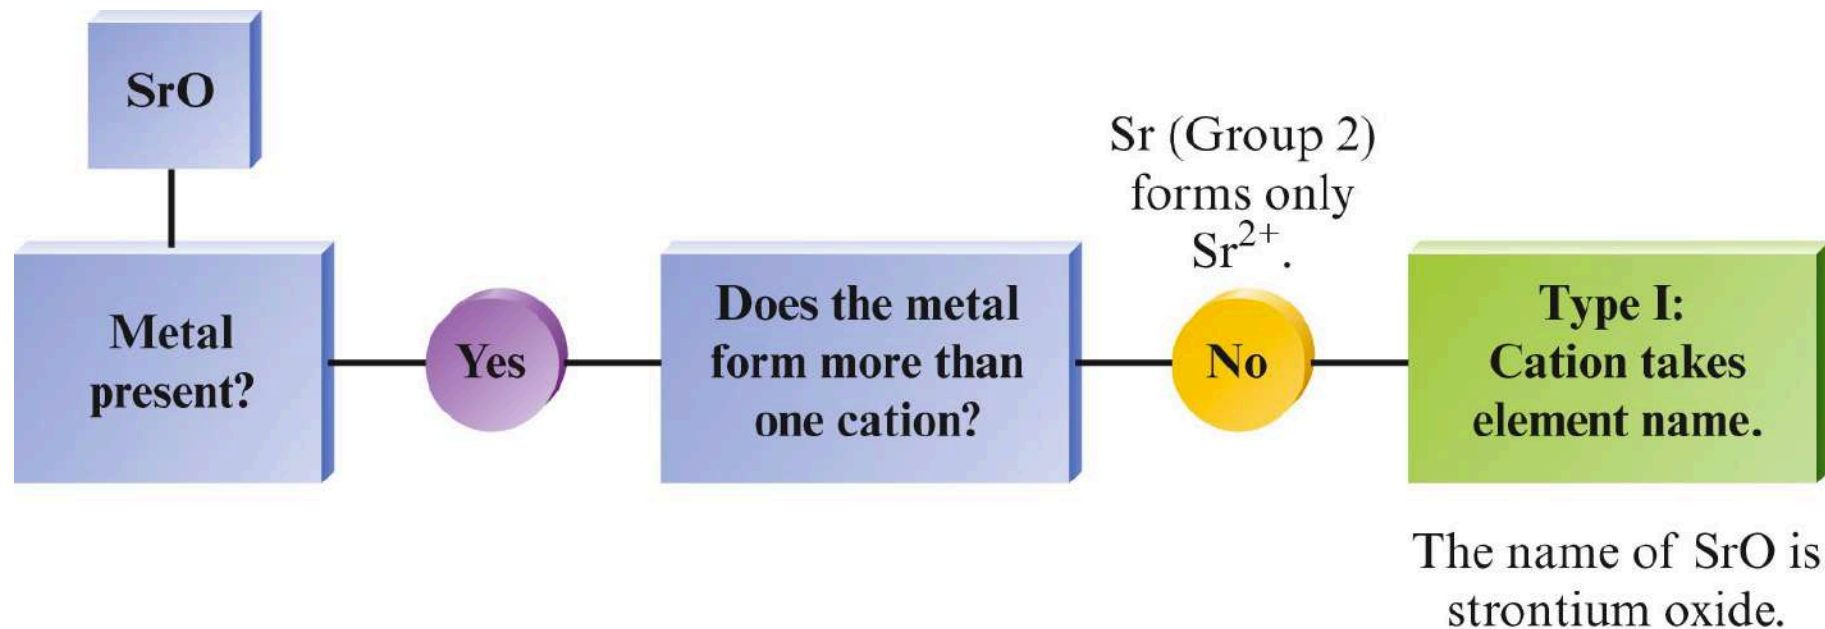 SrO
Metal
present?
Yes
Does the metal
form more than
one cation?
Sr (Group 2)
forms only
Sr²⁺.
No
Type I:
Cation takes
element name.
The name of SrO is
strontium oxide.